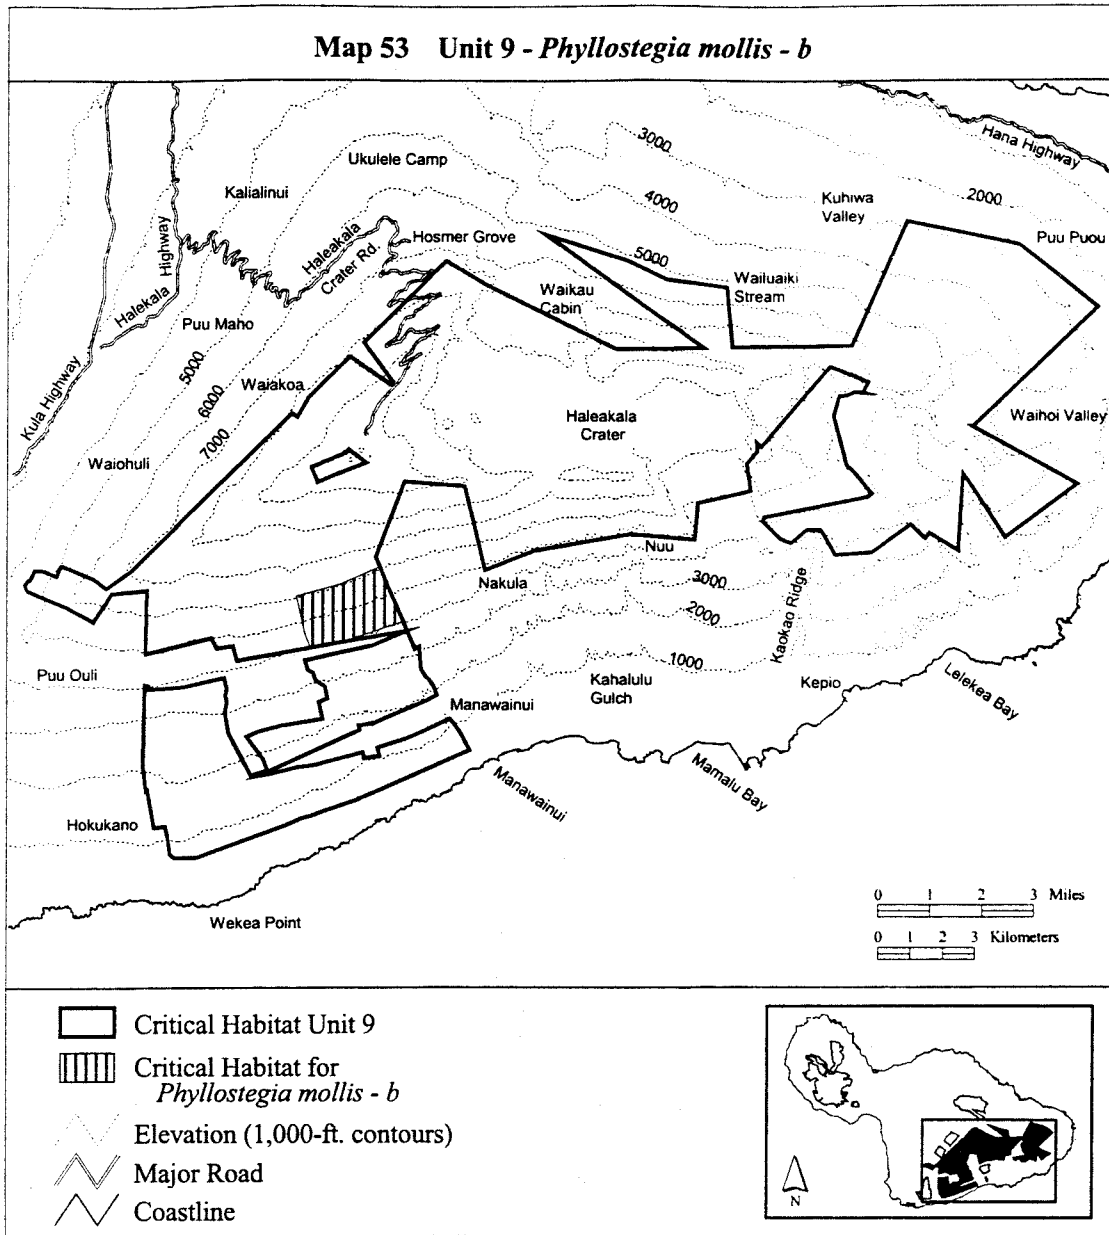 Map 53 Unit 9 - Phyllostegia mollis - b
Hana Highway
3000
Ukulele Camp
Kalialinui
4000
Kuhiwa
Valley
2000
Puu Puou
Highway
Haleakala
Crater Rd.
Hosmer Grove
5000
Wailuaiki
Stream
Waikau
Cabin
Halekala
Puu Maho
Kula Highway
5000
6000
7000
Waiakoa
Haleakala
Crater
Waihoi Valley
Waiohuli
Nuu
Nakula
3000
2000
1000
Kaokao Ridge
Puu Ouli
Kahalulu
Gulch
Kepio
Lelekea Bay
Manawainui
Manawainui
Mamalu Bay
Hokukano
Wekea Point
0 1 2 3 Miles
0 1 2 3 Kilometers
Critical Habitat Unit 9
Critical Habitat for
Phyllostegia mollis - b
Elevation (1,000-ft. contours)
Major Road
Coastline
N